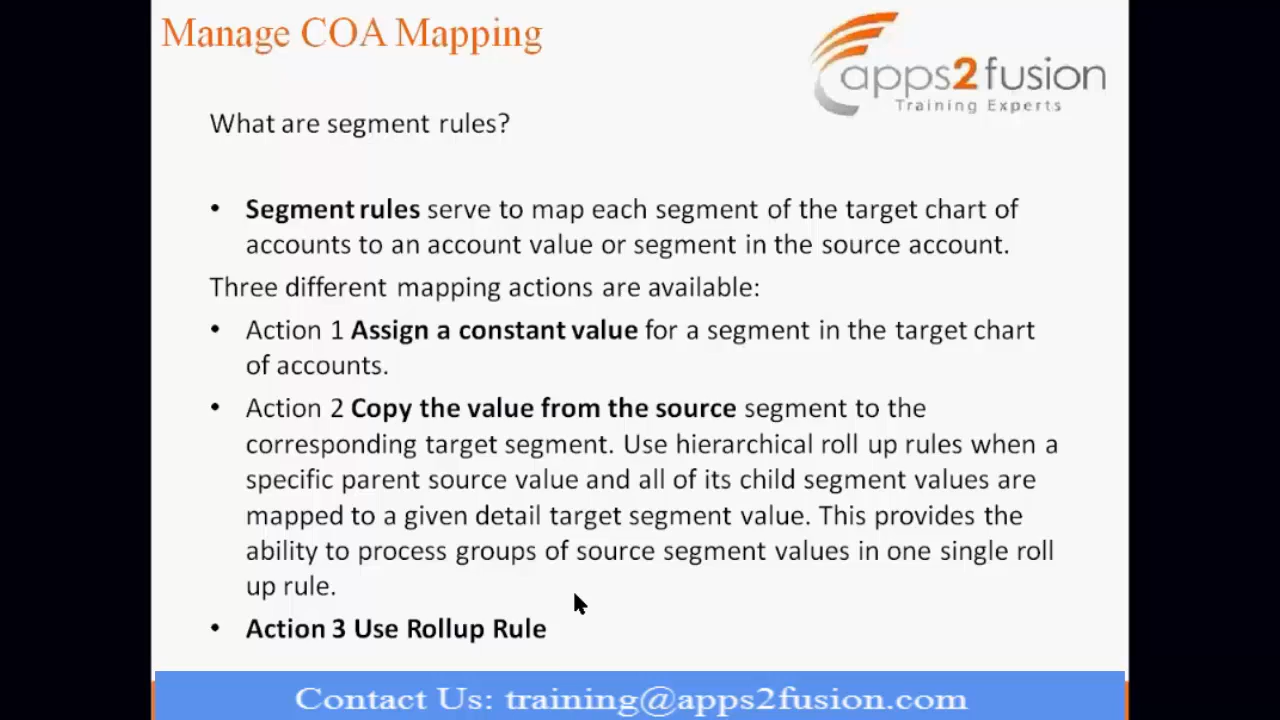 Manage COA Mapping
apps2fusion
Training Experts
What are segment rules?
• Segment rules serve to map each segment of the target chart of
accounts to an account value or segment in the source account.
Three different mapping actions are available:
• Action 1 Assign a constant value for a segment in the target chart
of accounts.
• Action 2 Copy the value from the source segment to the
corresponding target segment. Use hierarchical roll up rules when a
specific parent source value and all of its child segment values are
mapped to a given detail target segment value. This provides the
ability to process groups of source segment values in one single roll
up rule.
• Action 3 Use Rollup Rule
Contact Us: training@apps2fusion.com